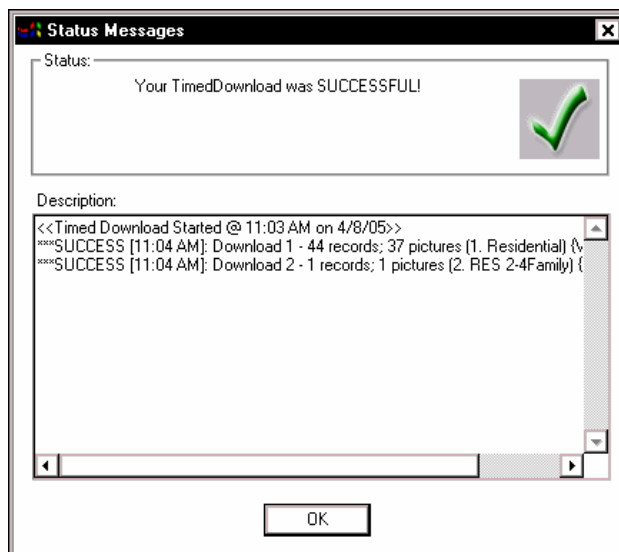 Status Messages
Status:
Your TimedDownload was SUCCESSFUL!
Description:
<<Timed Download Started @ 11:03 AM on 4/8/05>>
***SUCCESS [11:04 AM]: Download 1 - 44 records; 37 pictures (1. Residential) {
***SUCCESS [11:04 AM]: Download 2 - 1 records; 1 pictures (2. RES 2-4Family) {
OK